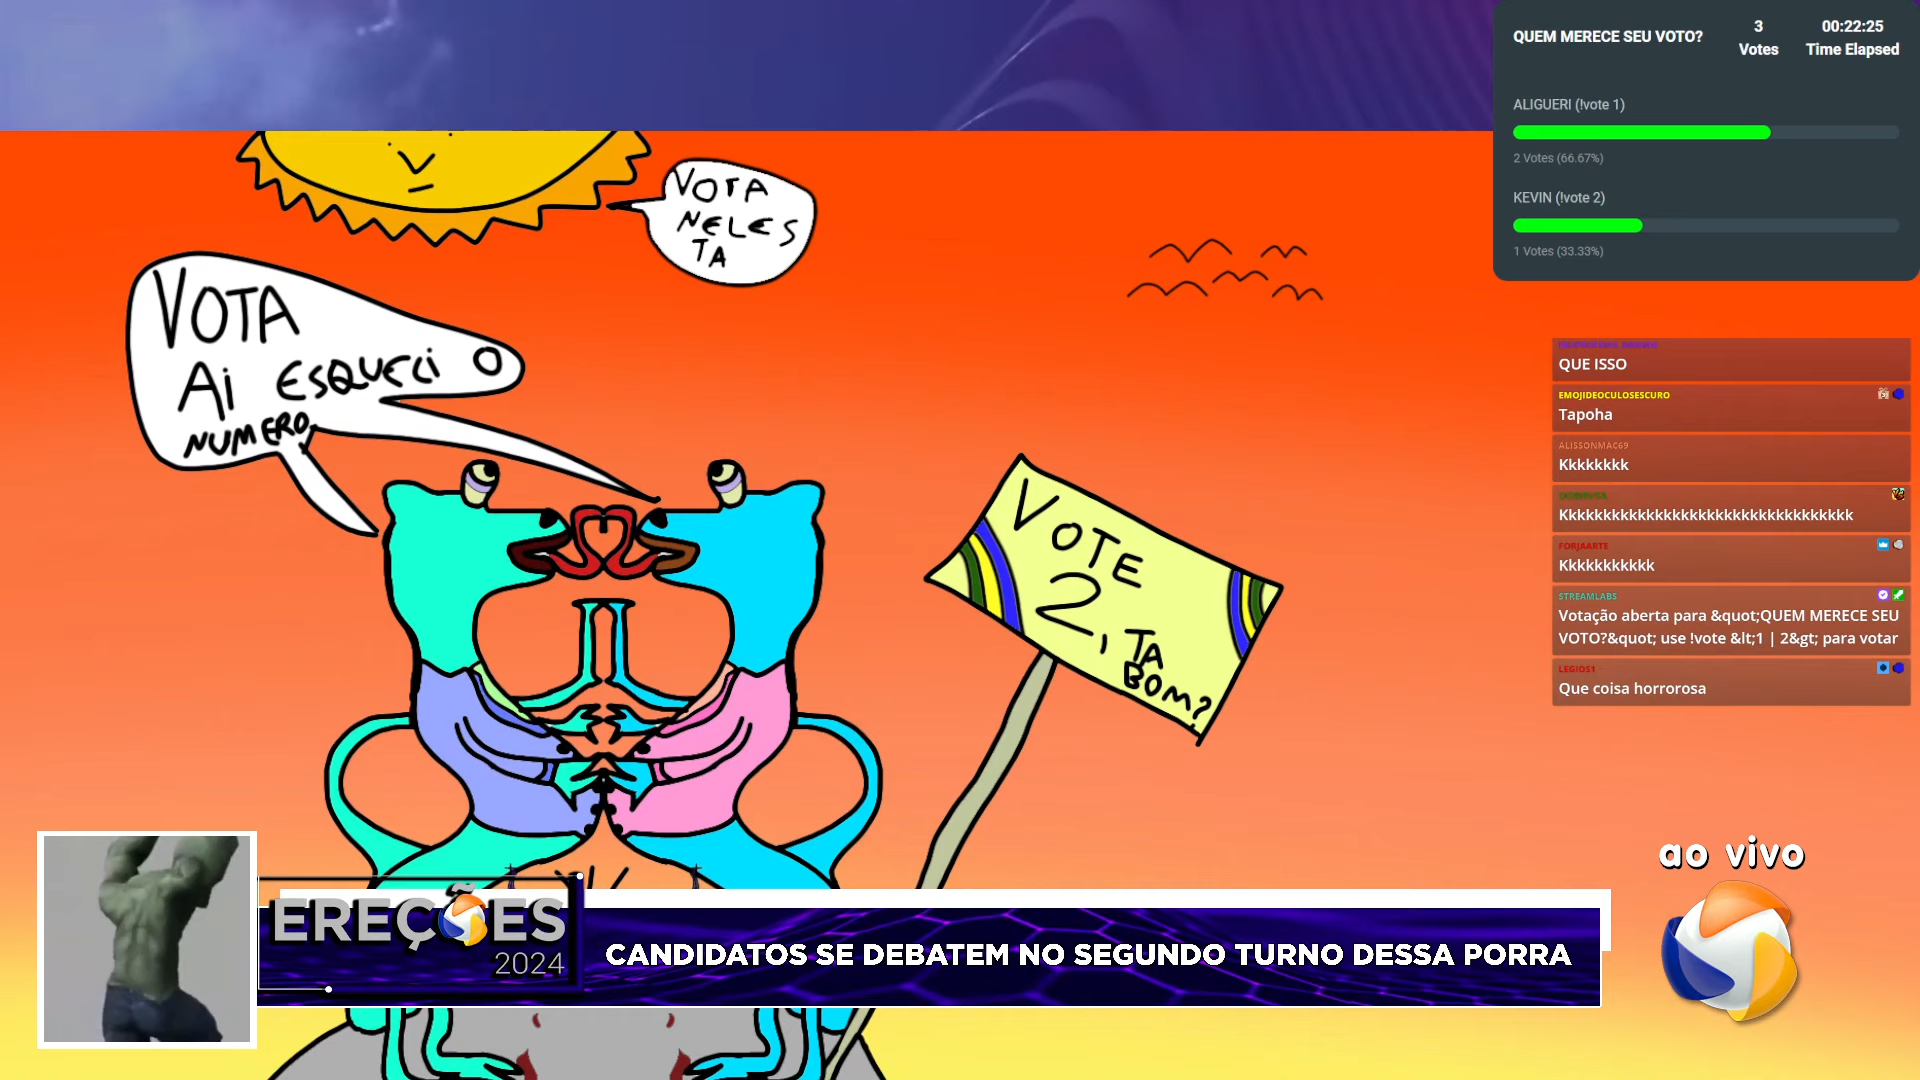 QUEM MERECE SEU VOTO?
3
Votes
00:22:25
Time Elapsed
ALIGUERI (!vote 1)
2 Votes (66.67%)
KEVIN (!vote 2)
1 Votes (33.33%)
VOTA
NELES
TA
VOTA
AI ESQUECI O
NUMERO
VOTE
2, TA
BOM?
QUE ISSO
EMOJIDEOCULOSESCURO
Tapoha
ALISSONMAC69
Kkkkkkkk
Kkkkkkkkkkkkkkkkkkkkkkkkkkkkkkkkkk
FORJAARTE
Kkkkkkkkkkk
STREAMLABS
Votação aberta para &quot;QUEM MERECE SEU
VOTO?&quot; use !vote &lt;1 | 2&gt; para votar
LEGIOS1
Que coisa horrorosa
ao vivo
EREÇÕES
2024
CANDIDATOS SE DEBATEM NO SEGUNDO TURNO DESSA PORRA